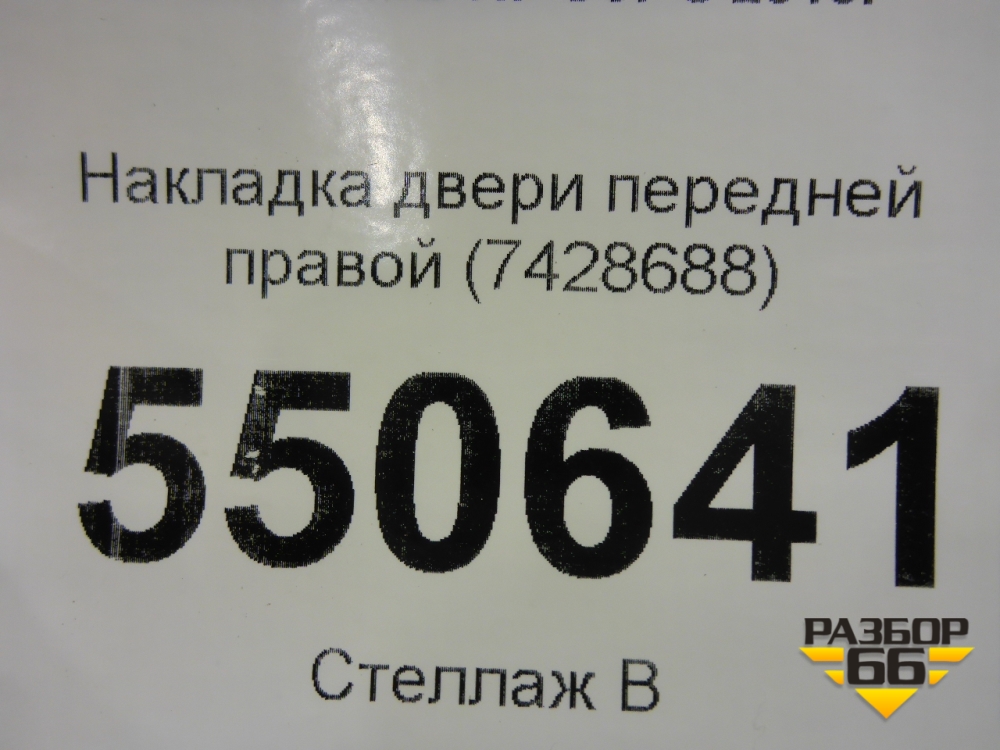 Накладка двери передней
правой (7428688)
550641
Стеллаж В
РАЗБОР
66